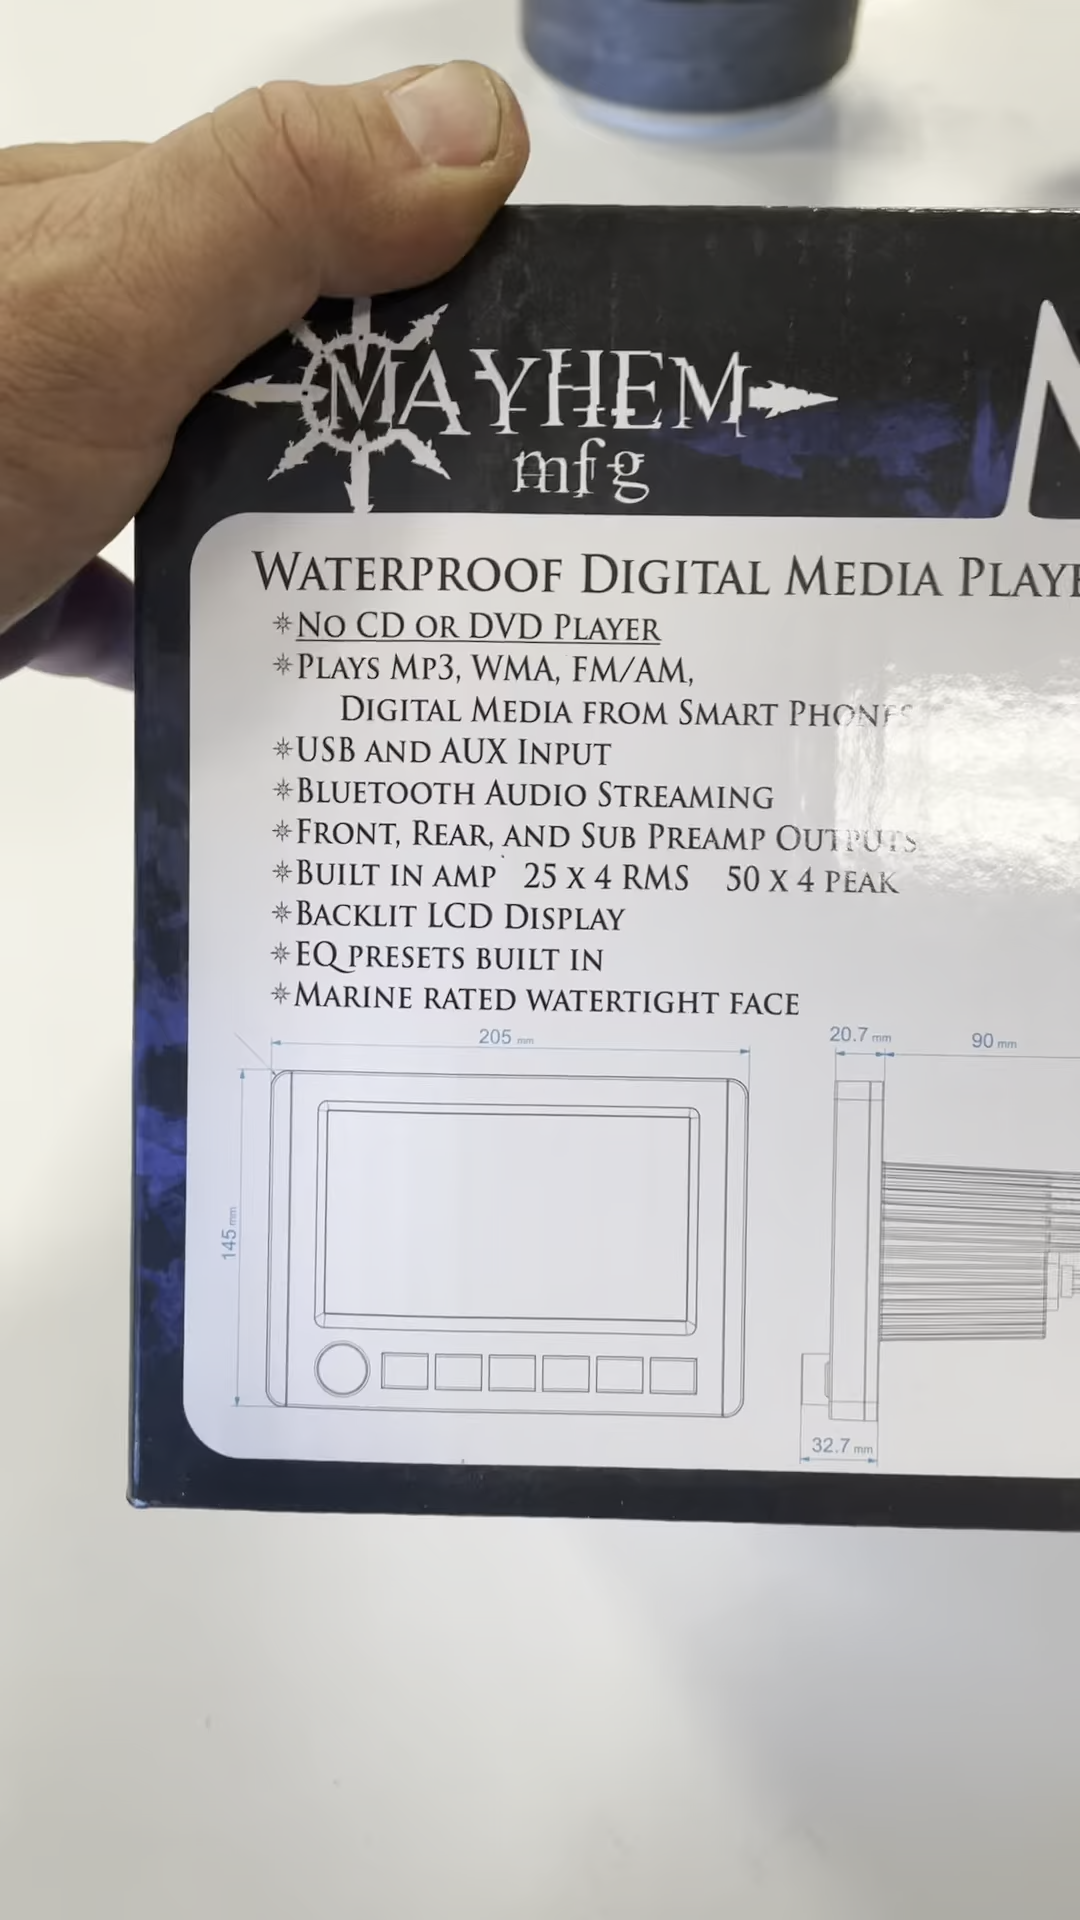 MAYHEM
mfg
WATERPROOF DIGITAL MEDIA
*NO CD OR DVD PLAYER
*PLAYS MP3, WMA, FM/AM,
DIGITAL MEDIA FROM SMART PHONES
*USB AND AUX INPUT
*BLUETOOTH AUDIO STREAMING
*FRONT, REAR, AND SUB PREAMP OUTPUTS
*BUILT IN AMP 25 X 4 RMS 50 X 4 PEAK
*BACKLIT LCD DISPLAY
*EQ PRESETS BUILT IN
*MARINE RATED WATERTIGHT FACE
205 mm
20.7 mm
90 mm
145 mm
32.7 mm